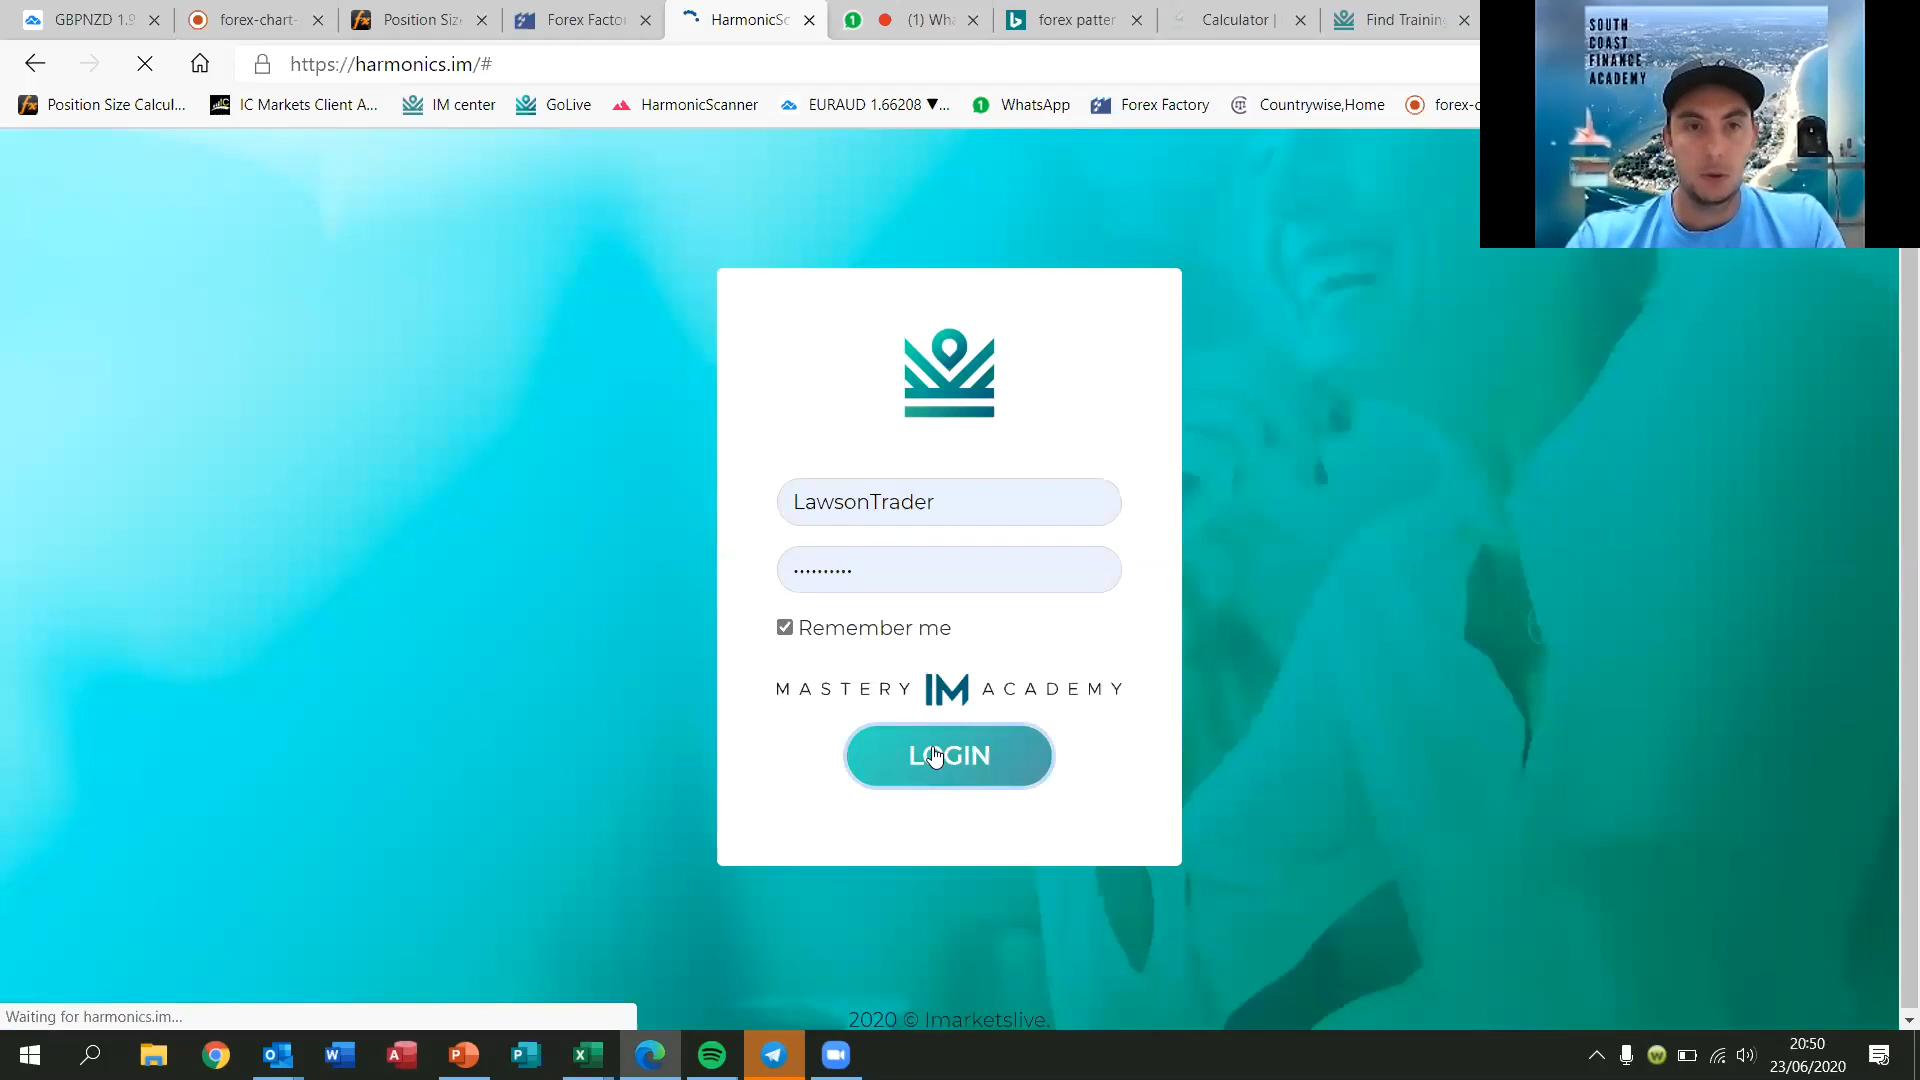 GBPNZD 1.9
forex-chart-
Position Siz
Forex Facto
HarmonicSc
(1) Wha
forex patter
Calculator |
Find Training
https://harmonics.im/#
Position Size Calcul...
IC Markets Client A...
IM center
GoLive
HarmonicScanner
EURAUD 1.66208 ▼...
WhatsApp
Forex Factory
Countrywise,Home
forex-c
SOUTH
COAST
FINANCE
ACADEMY
LawsonTrader
••••••••••
Remember me
MASTERY IM ACADEMY
LOGIN
2020 © Imarketslive.
Waiting for harmonics.im...
20:50
23/06/2020